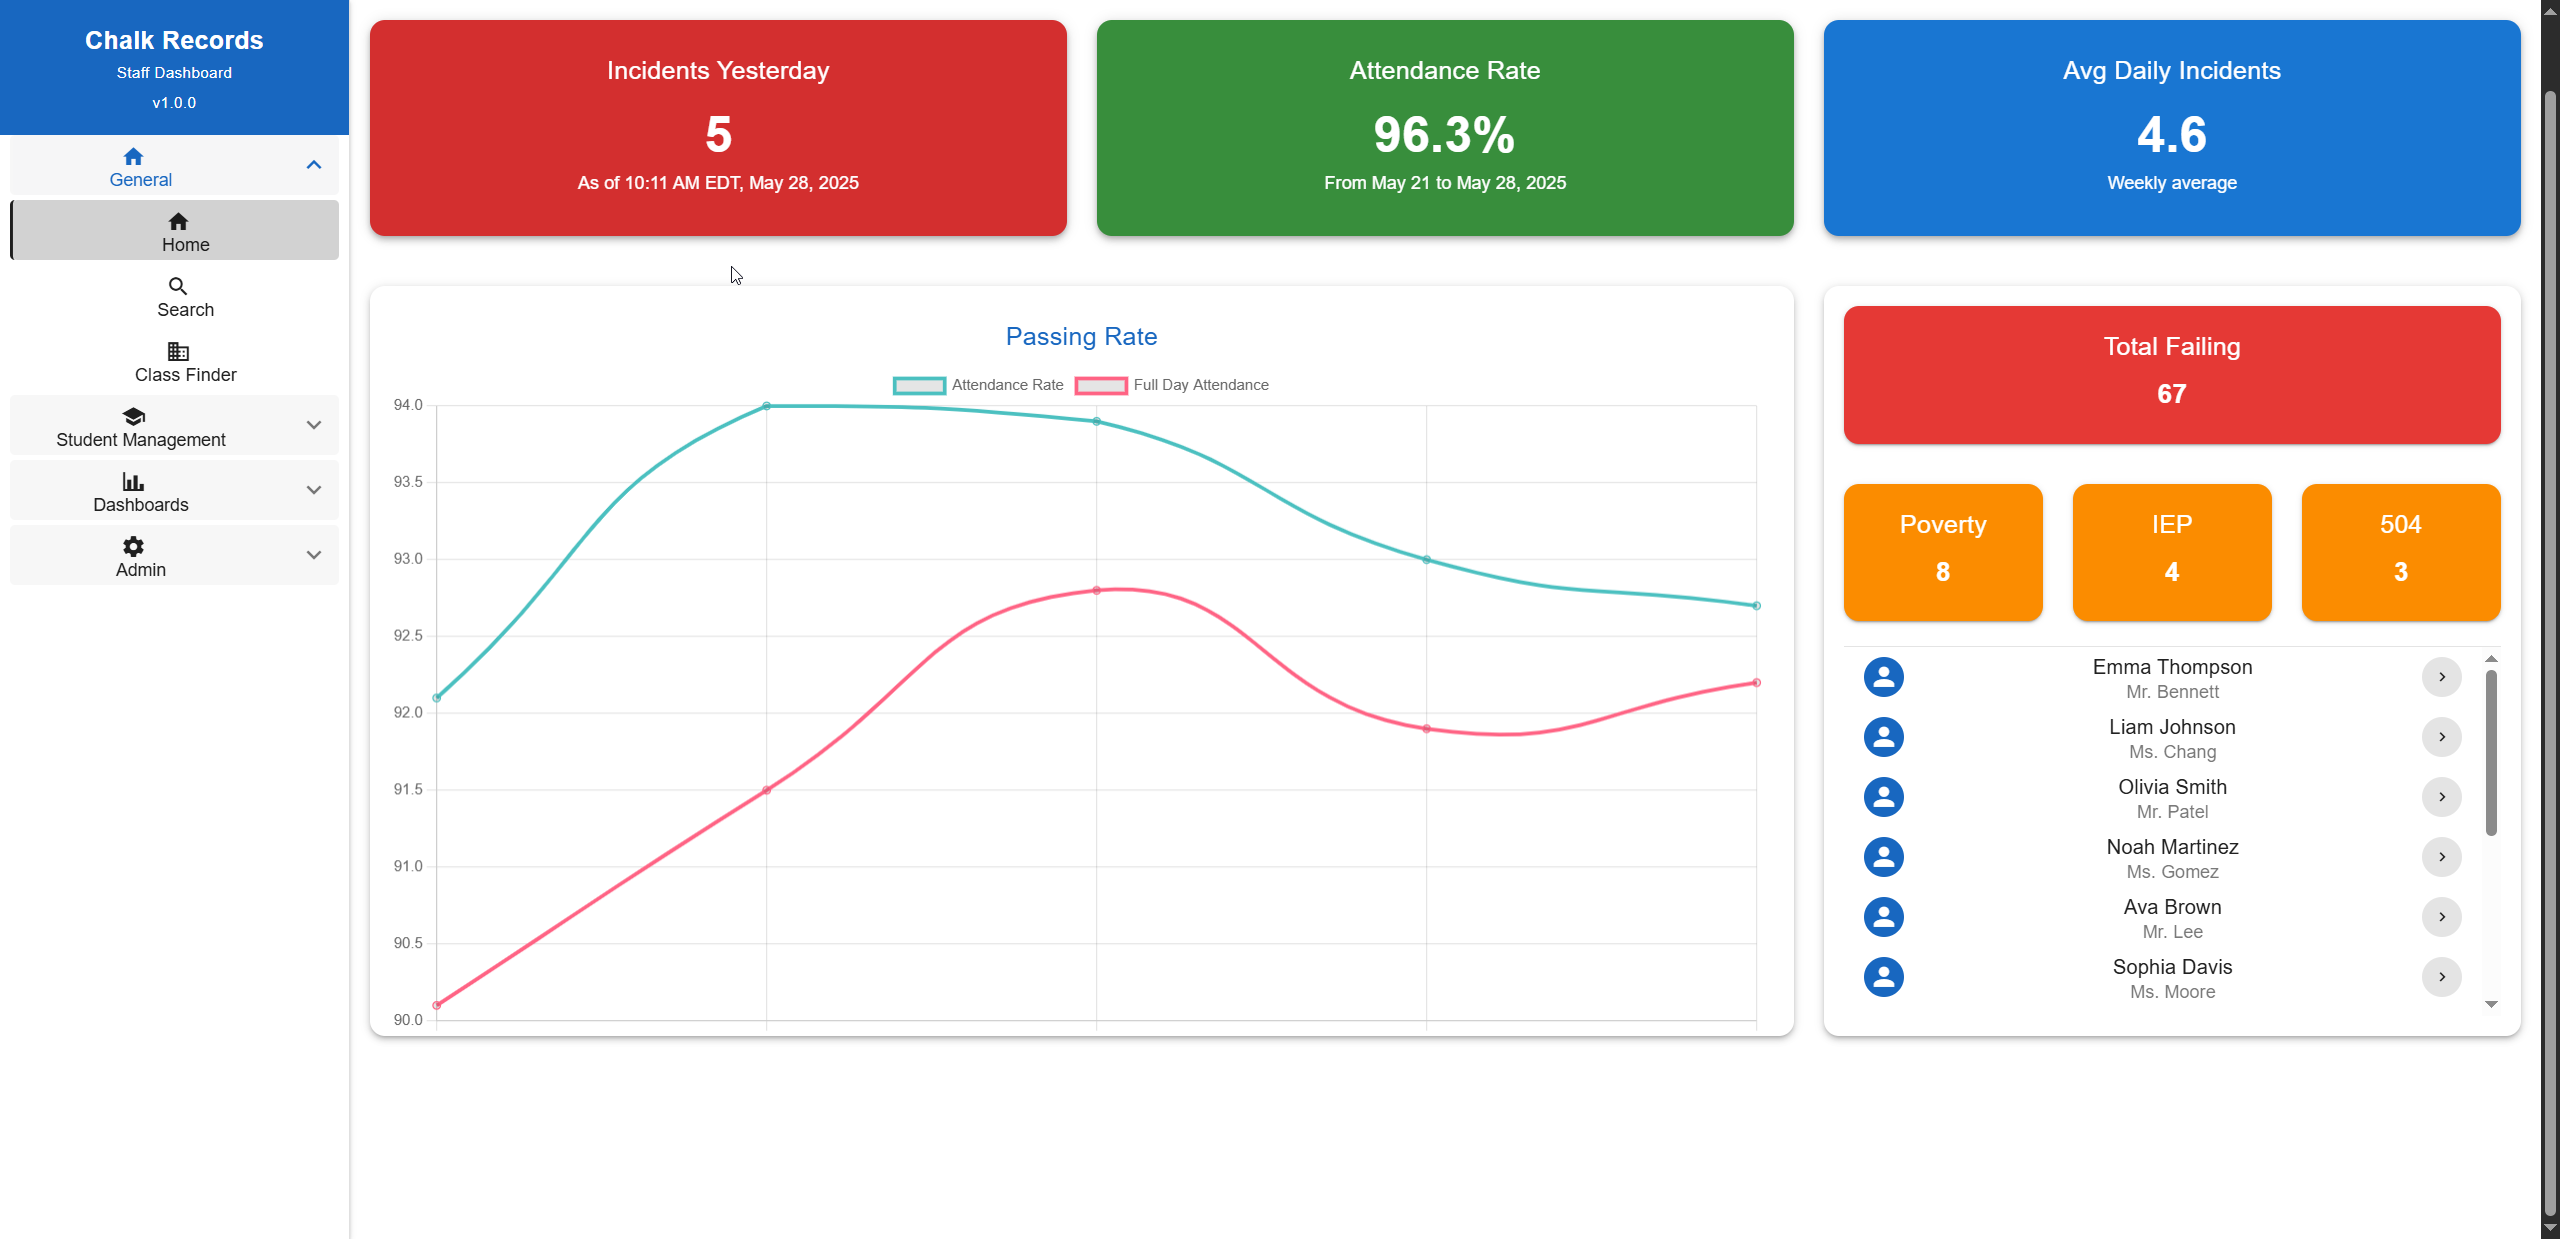 Chalk Records
Staff Dashboard
v1.0.0
General
Home
Search
Class Finder
Student Management
Dashboards
Admin
Incidents Yesterday
5
As of 10:11 AM EDT, May 28, 2025
Attendance Rate
96.3%
From May 21 to May 28, 2025
Avg Daily Incidents
4.6
Weekly average
Passing Rate
Attendance Rate Full Day Attendance
94.0
93.5
93.0
92.5
92.0
91.5
91.0
90.5
90.0
Total Failing
67
Poverty
8
IEP
4
504
3
Emma Thompson
Mr. Bennett
Liam Johnson
Ms. Chang
Olivia Smith
Mr. Patel
Noah Martinez
Ms. Gomez
Ava Brown
Mr. Lee
Sophia Davis
Ms. Moore